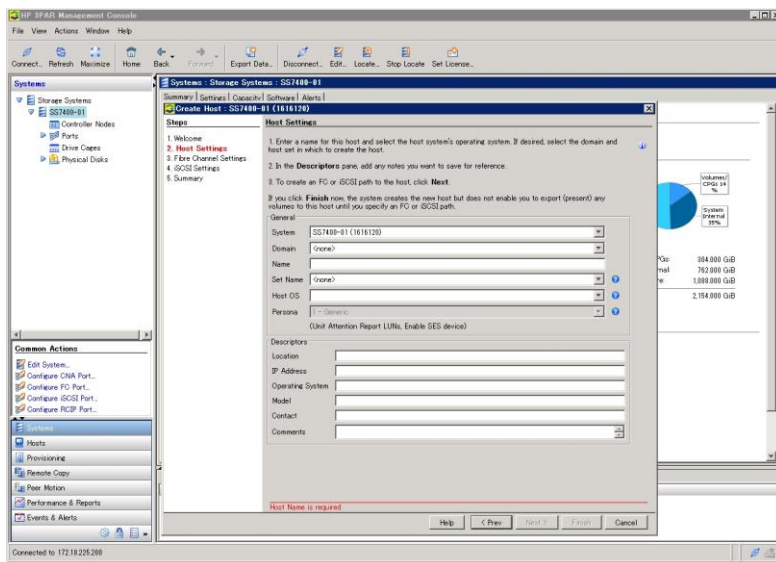 HP 3PAR Management Console
File View Actions Window Help
Connect... Refresh Maximize Home Back Forward Export Data... Disconnect... Edit... Locate... Stop Locate Set License...
Systems
Storage Systems
SS7400-01
Controller Nodes
Ports
Drive Cages
Physical Disks
Systems : Storage Systems : SS7400-01
Summary Settings Capacity Software Alerts
Create Host : SS7400-01 (1616120)
Steps
1. Welcome
2. Host Settings
3. Fibre Channel Settings
4. iSCSI Settings
5. Summary
Host Settings
1. Enter a name for this host and select the host system's operating system. If desired, select the domain and
host set in which to create the host.
2. In the Descriptors pane, add any notes you want to save for reference.
3. To create an FC or iSCSI path to the host, click Next.
If you click Finish now, the system creates the new host but does not enable you to export (present) any
volumes to this host until you specify an FC or iSCSI path.
General
System SS7400-01 (1616120)
Domain (none)
Name
Set Name (none)
Host OS
Persona 1 - Generic
(Unit Attention Report LUNs, Enable SES device)
Descriptors
Location
IP Address
Operating System
Model
Contact
Comments
Host Name is required
Help < Prev Next > Finish Cancel
Volumes/
CPGs 14
%
System
Internal
35%
PGs: 304.000 GiB
rnal 762.000 GiB
re: 1,088.000 GiB
2,154.000 GiB
Common Actions
Edit System...
Configure CNA Port...
Configure FC Port...
Configure iSCSI Port...
Configure RCIP Port...
Systems
Hosts
Provisioning
Remote Copy
Peer Motion
Performance & Reports
Events & Alerts
Connected to 172.18.225.200